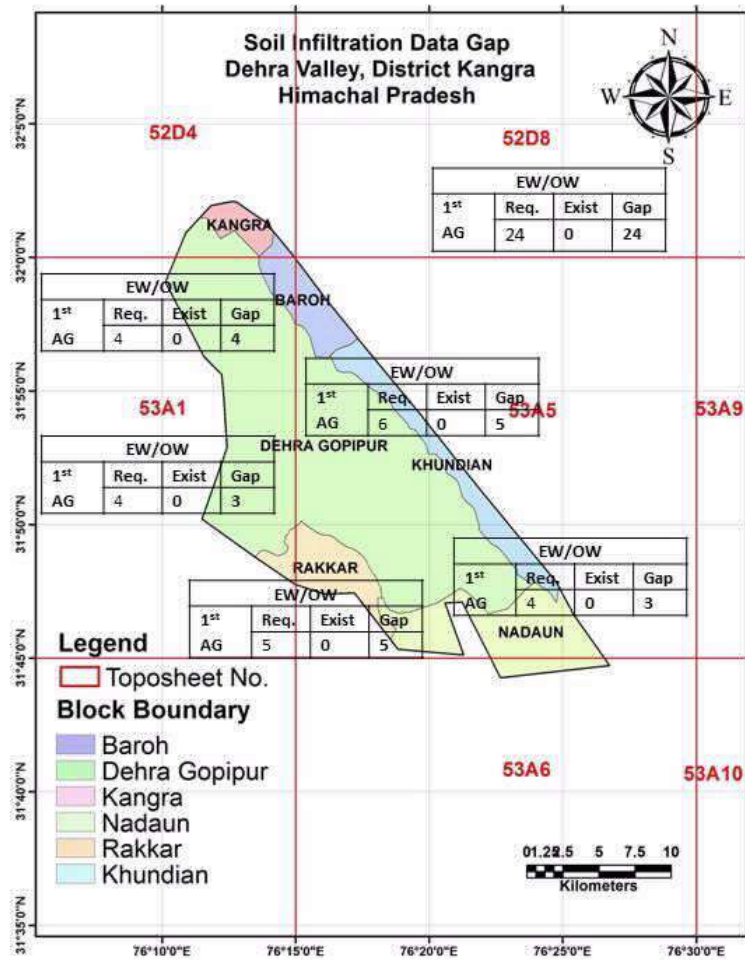 Soil Infiltration Data Gap
Dehra Valley, District Kangra
Himachal Pradesh
N
W E
S
52D4
52D8
EW/OW
1st Req. Exist Gap
AG 24 0 24
KANGRA
BAROH
EW/OW
1st Req. Exist Gap
AG 4 0 4
EW/OW
1st Req. Exist Gap
AG 6 0 5
53A1
53A5
53A9
DEHRA GOPIPUR
KHUNDIAN
EW/OW
1st Req. Exist Gap
AG 4 0 3
RAKKAR
EW/OW
1st Req. Exist Gap
AG 4 0 3
EW/OW
1st Req. Exist Gap
AG 5 0 5
NADAUN
53A6
53A10
Legend
Toposheet No.
Block Boundary
Baroh
Dehra Gopipur
Kangra
Nadaun
Rakkar
Khundian
5 7.5 10
Kilometers
32°5'0"N
32°0'0"N
31°55'0"N
31°50'0"N
31°45'0"N
31°40'0"N
31°35'0"N
76°10'0"E 76°15'0"E 76°20'0"E 76°25'0"E 76°30'0"E